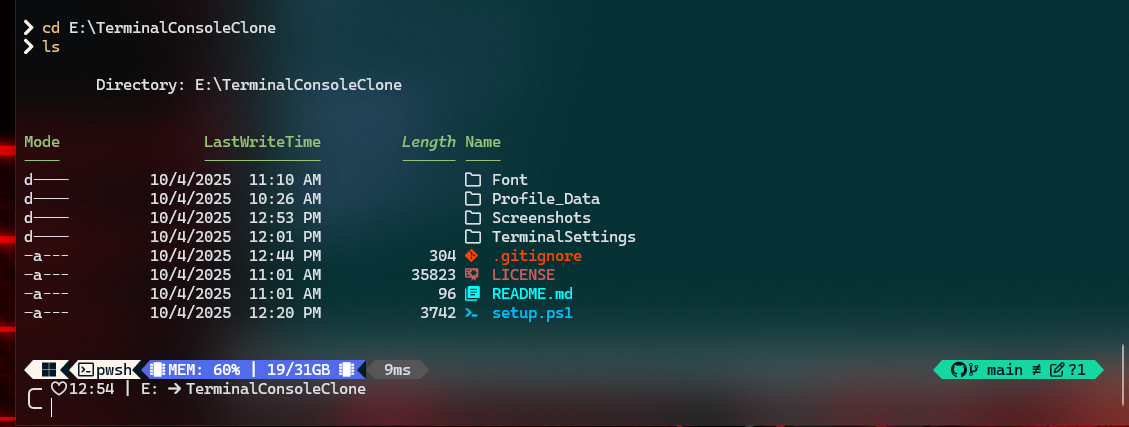 ❯ cd E:\TerminalConsoleClone
❯ ls
Directory: E:\TerminalConsoleClone
Mode LastWriteTime Length Name
---- ------------- ------ ----
d---- 10/4/2025 11:10 AM Font
d---- 10/4/2025 10:26 AM Profile_Data
d---- 10/4/2025 12:53 PM Screenshots
d---- 10/4/2025 12:01 PM TerminalSettings
-a--- 10/4/2025 12:44 PM 304 .gitignore
-a--- 10/4/2025 11:01 AM 35823 LICENSE
-a--- 10/4/2025 11:01 AM 96 README.md
-a--- 10/4/2025 12:20 PM 3742 setup.ps1
pwsh MEM: 60% | 19/31GB 9ms main ≢ ?1
♡12:54 | E: → TerminalConsoleClone